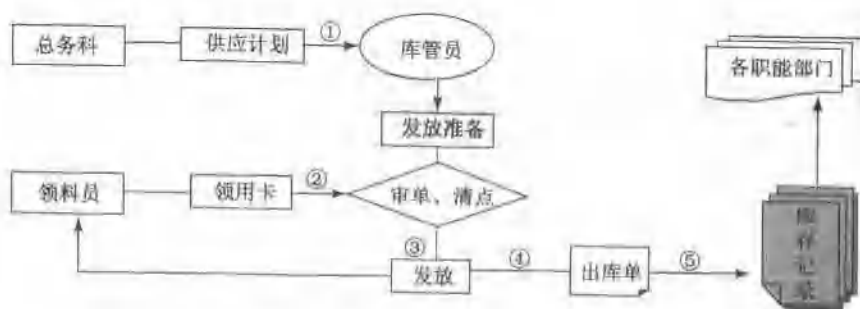 总务科
供应计划
①
库管员
各职能部门
发放准备
领料员
领用卡
②
审单、清点
③
发放
④
出库单
⑤
库存记录